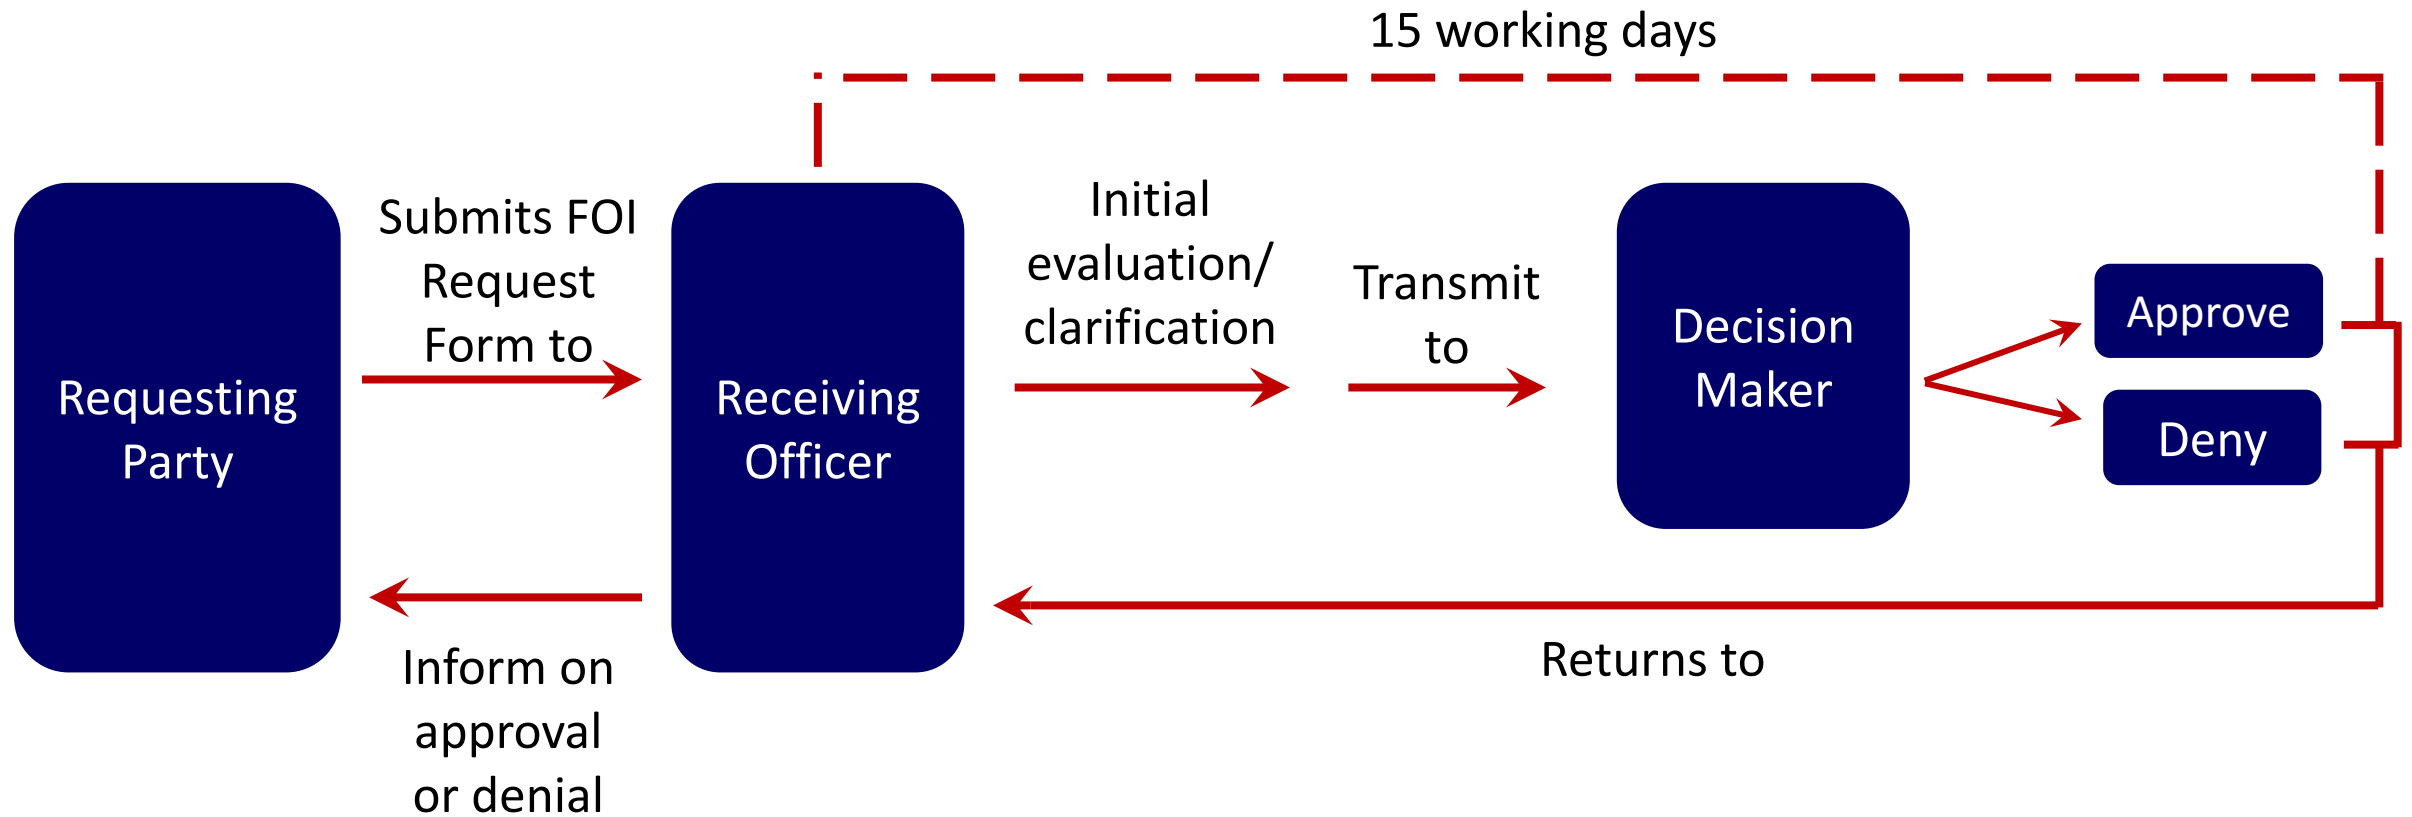 15 working days
Submits FOI
Request
Form to
Initial
evaluation/
clarification
Transmit
to
Requesting
Party
Receiving
Officer
Decision
Maker
Approve
Deny
Returns to
Inform on
approval
or denial